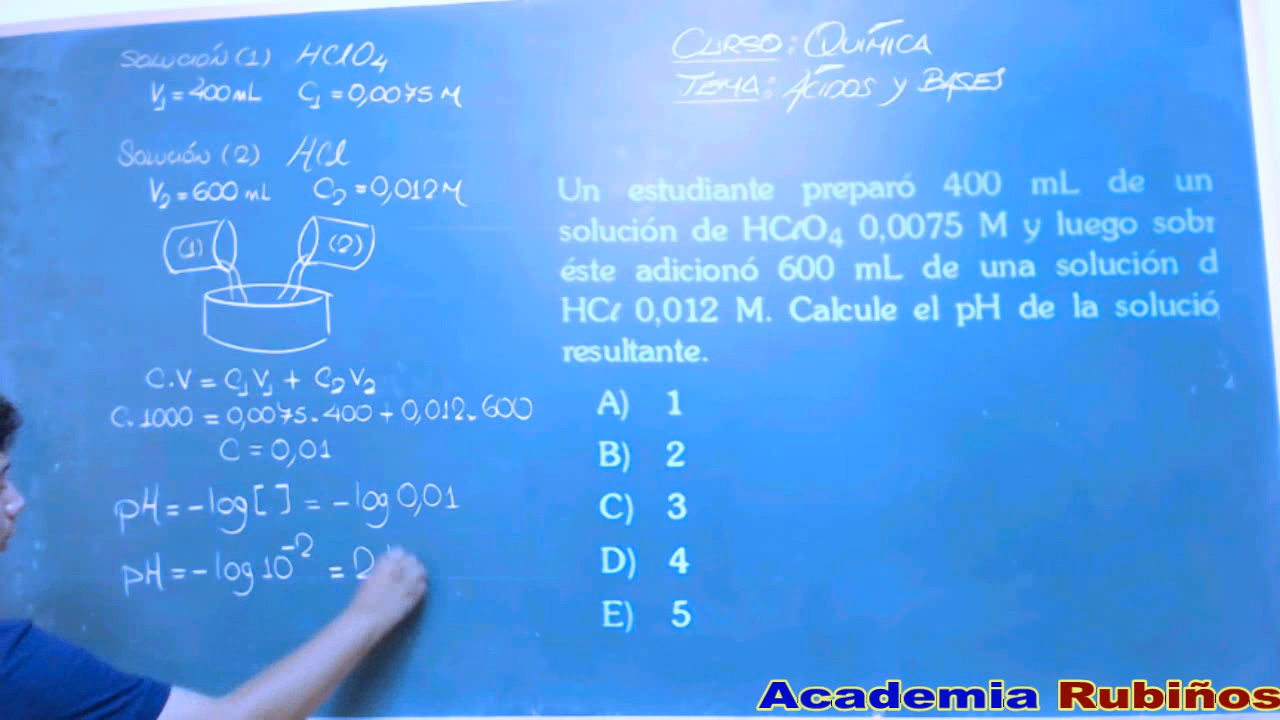 SOLUCIÓN (1) HClO4
V1 = 400 mL C1 = 0,0075 M
SOLUCIÓN (2) HCl
V2 = 600 mL C2 = 0,012 M
(1) (2)
C.V = C1V1 + C2V2
C.1000 = 0,0075.400 + 0,012.600
C = 0,01
pH = -log[ ] = -log 0,01
pH = -log 10⁻² = 2
CURSO: QUÍMICA
TEMA: ÁCIDOS Y BASES
Un estudiante preparó 400 mL de un
solución de HCℓO4 0,0075 M y luego sobr
éste adicionó 600 mL de una solución d
HCℓ 0,012 M. Calcule el pH de la solució
resultante.
A) 1
B) 2
C) 3
D) 4
E) 5
Academia Rubiños